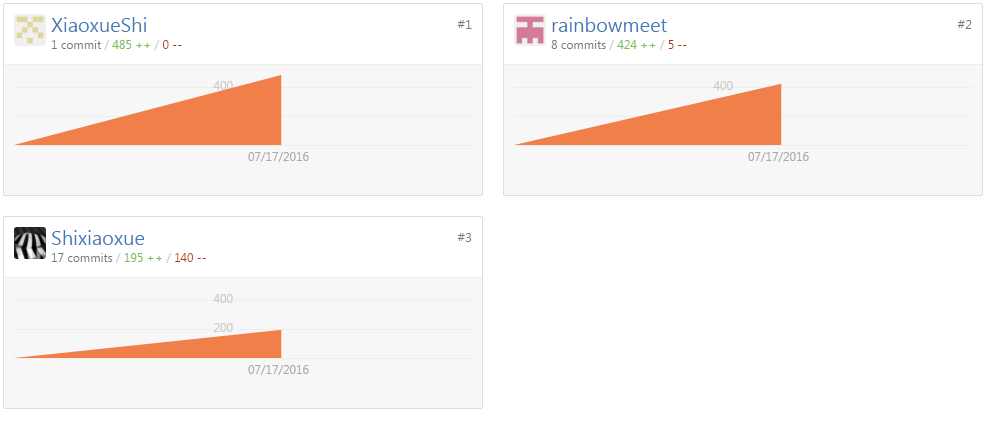 XiaoxueShi
#1
1 commit / 485 ++ / 0 --
400
07/17/2016
rainbowmeet
#2
8 commits / 424 ++ / 5 --
400
07/17/2016
Shixiaoxue
#3
17 commits / 195 ++ / 140 --
400
200
07/17/2016